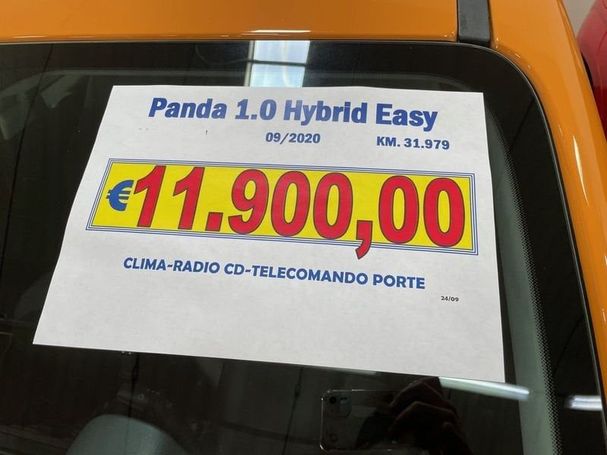 Panda 1.0 Hybrid Easy
09/2020 KM. 31.979
€11.900,00
CLIMA-RADIO CD-TELECOMANDO PORTE
24/09